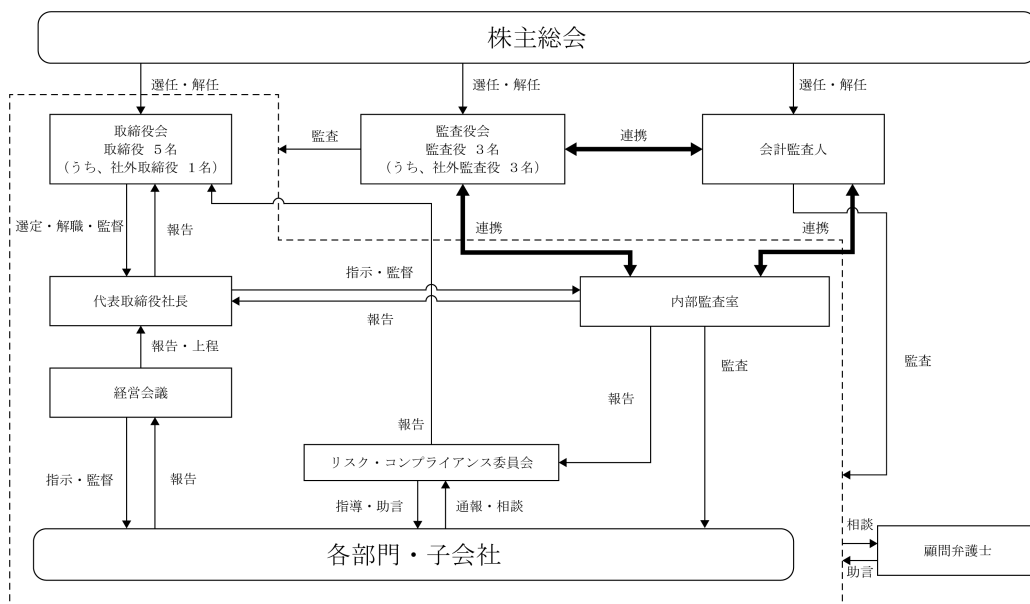 株主総会
選任・解任
選任・解任
選任・解任
取締役会
取締役 5名
（うち、社外取締役 1名）
監査
監査役会
監査役 3名
（うち、社外監査役 3名）
連携
会計監査人
選定・解職・監督
報告
連携
連携
指示・監督
代表取締役社長
内部監査室
報告
報告・上程
監査
監査
経営会議
報告
報告
リスク・コンプライアンス委員会
指示・監督
報告
指導・助言
通報・相談
相談
各部門・子会社
顧問弁護士
助言